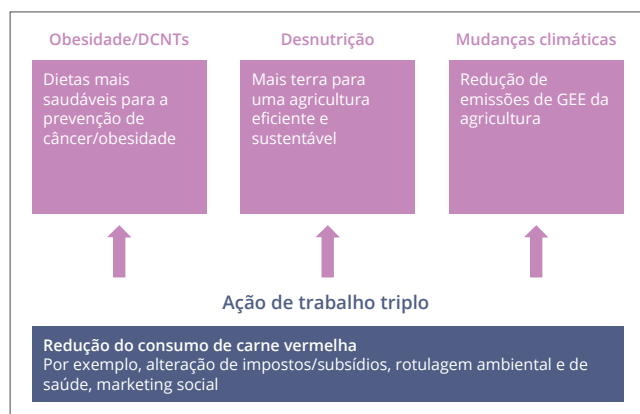 Obesidade/DCNTs
Dietas mais
saudáveis para a
prevenção de
câncer/obesidade
Desnutrição
Mais terra para
uma agricultura
eficiente e
sustentável
Mudanças climáticas
Redução de
emissões de GEE da
agricultura
Ação de trabalho triplo
Redução do consumo de carne vermelha
Por exemplo, alteração de impostos/subsídios, rotulagem ambiental e de
saúde, marketing social